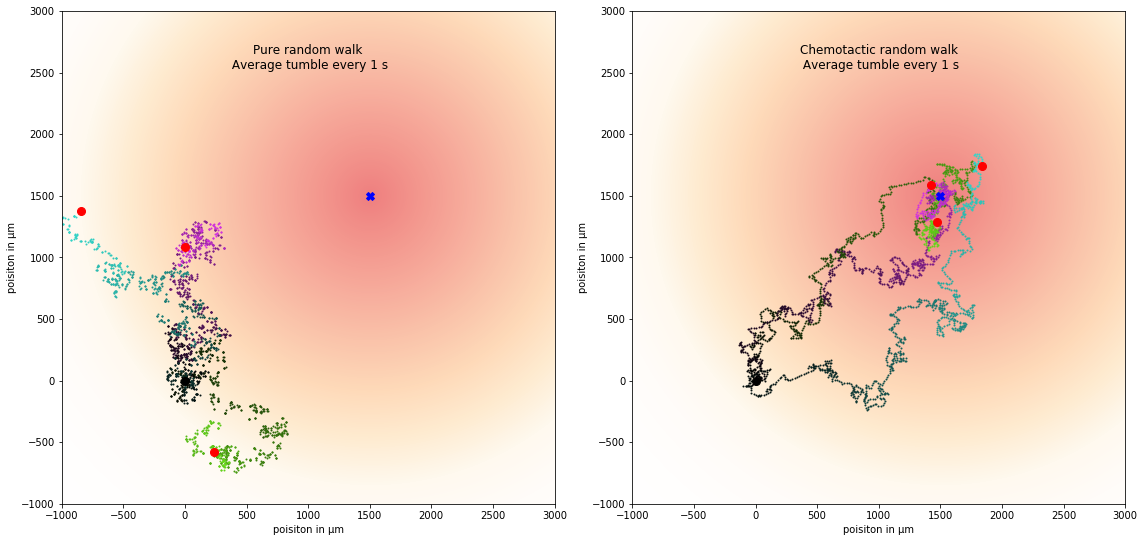 Pure random walk
Average tumble every 1 s
3000
2500
2000
1500
1000
500
0
−500
−1000
−1000 −500 0 500 1000 1500 2000 2500 3000
poisiton in µm
poisiton in µm
Chemotactic random walk
Average tumble every 1 s
3000
2500
2000
1500
1000
500
0
−500
−1000
−1000 −500 0 500 1000 1500 2000 2500 3000
poisiton in µm
poisiton in µm